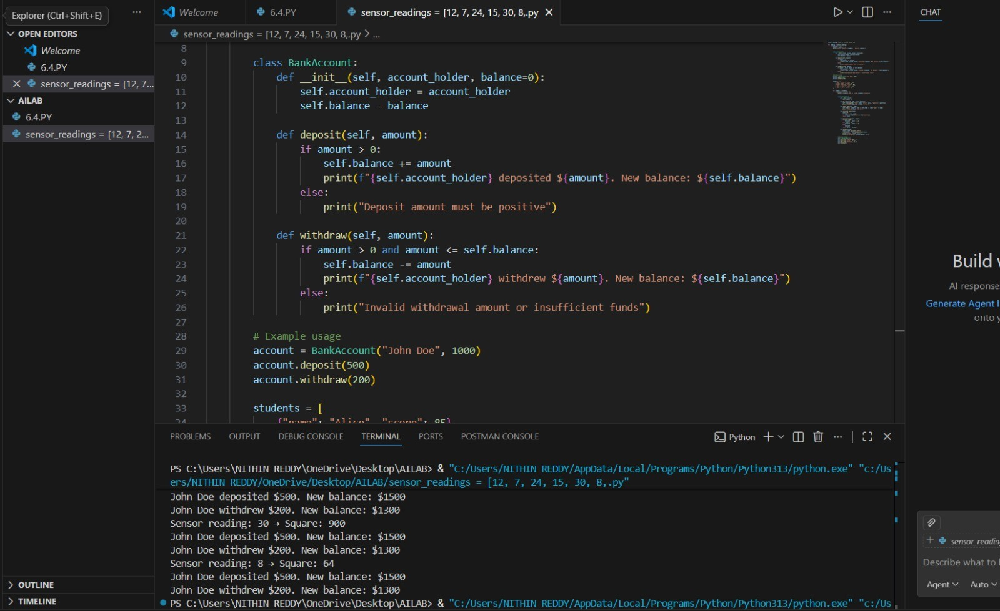 Explorer (Ctrl+Shift+E)
OPEN EDITORS
Welcome
6.4.PY
sensor_readings = [12, 7...
AILAB
6.4.PY
sensor_readings = [12, 7, 2...
OUTLINE
TIMELINE
Welcome
6.4.PY
sensor_readings = [12, 7, 24, 15, 30, 8,.py
sensor_readings = [12, 7, 24, 15, 30, 8,.py > ...
8
9 class BankAccount:
10 def __init__(self, account_holder, balance=0):
11 self.account_holder = account_holder
12 self.balance = balance
13
14 def deposit(self, amount):
15 if amount > 0:
16 self.balance += amount
17 print(f"{self.account_holder} deposited ${amount}. New balance: ${self.balance}")
18 else:
19 print("Deposit amount must be positive")
20
21 def withdraw(self, amount):
22 if amount > 0 and amount <= self.balance:
23 self.balance -= amount
24 print(f"{self.account_holder} withdrew ${amount}. New balance: ${self.balance}")
25 else:
26 print("Invalid withdrawal amount or insufficient funds")
27
28 # Example usage
29 account = BankAccount("John Doe", 1000)
30 account.deposit(500)
31 account.withdraw(200)
32
33 students = [
34 {"name": "Alice", "score": 85}
PROBLEMS OUTPUT DEBUG CONSOLE TERMINAL PORTS POSTMAN CONSOLE
Python
PS C:\Users\NITHIN REDDY\OneDrive\Desktop\AILAB> & "C:/Users/NITHIN REDDY/AppData/Local/Programs/Python/Python313/python.exe" "c:/Us
ers/NITHIN REDDY/OneDrive/Desktop/AILAB/sensor_readings = [12, 7, 24, 15, 30, 8,.py"
John Doe deposited $500. New balance: $1500
John Doe withdrew $200. New balance: $1300
Sensor reading: 30 → Square: 900
John Doe deposited $500. New balance: $1500
John Doe withdrew $200. New balance: $1300
Sensor reading: 8 → Square: 64
John Doe deposited $500. New balance: $1500
John Doe withdrew $200. New balance: $1300
PS C:\Users\NITHIN REDDY\OneDrive\Desktop\AILAB> & "C:/Users/NITHIN REDDY/AppData/Local/Programs/Python/Python313/python.exe" "c:/Us
CHAT
Build
AI response
Generate Agent
onto
sensor_readin
Describe what to
Agent Auto